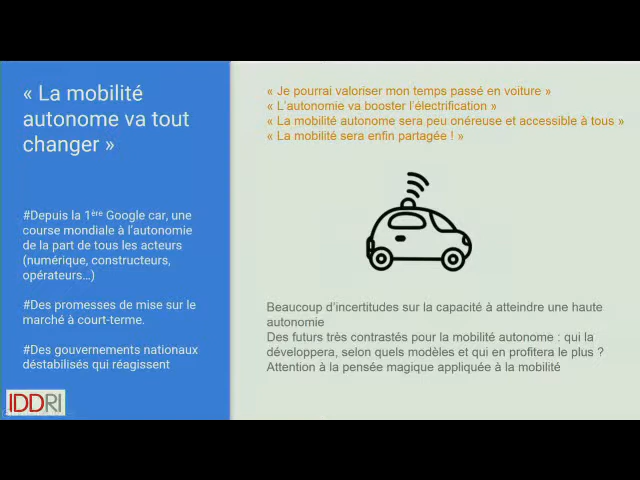 « La mobilité
autonome va tout
changer »
#Depuis la 1ère Google car, une
course mondiale à l'autonomie
de la part de tous les acteurs
(numérique, constructeurs,
opérateurs…)
#Des promesses de mise sur le
marché à court-terme.
#Des gouvernements nationaux
déstabilisés qui réagissent
IDDRI
« Je pourrai valoriser mon temps passé en voiture »
« L'autonomie va booster l'électrification »
« La mobilité autonome sera peu onéreuse et accessible à tous »
« La mobilité sera enfin partagée ! »
Beaucoup d'incertitudes sur la capacité à atteindre une haute
autonomie
Des futurs très contrastés pour la mobilité autonome : qui la
développera, selon quels modèles et qui en profitera le plus ?
Attention à la pensée magique appliquée à la mobilité